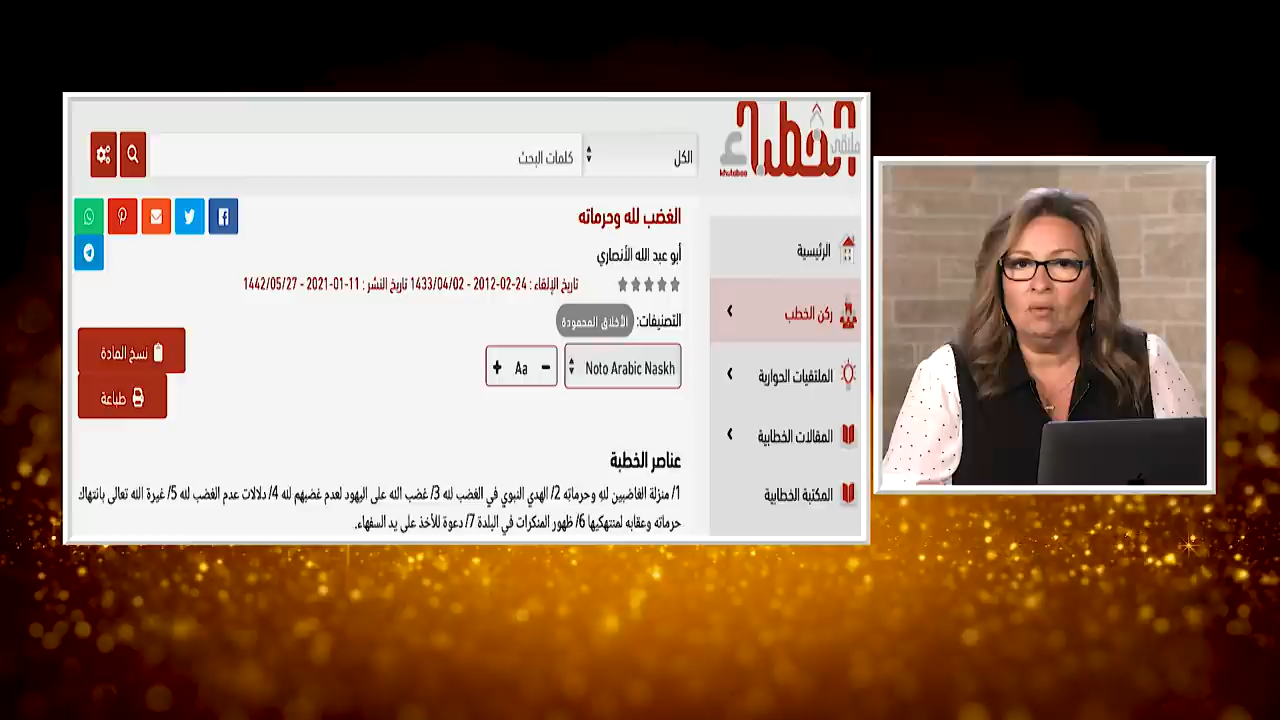 ملتقى الخطباء
khutabaa
الكل
كلمات البحث
الرئيسية
ركن الخطب
الملتقيات الحوارية
المقالات الخطابية
المكتبة الخطابية
الغضب لله وحرماته
أبو عبد الله الأنصاري
تاريخ الإلقاء : 24-02-2012 - 1433/04/02 تاريخ النشر : 11-01-2021 - 1442/05/27
التصنيفات: الأخلاق المحمودة
Noto Arabic Naskh
− Aa +
نسخ المادة
طباعة
عناصر الخطبة
1/ منزلة الغاضبين لله وحرماته 2/ الهدي النبوي في الغضب لله 3/ غضب الله على اليهود لعدم غضبهم لله 4/ دلالات عدم الغضب لله 5/ غيرة الله تعالى بانتهاك
حرماته وعقابه لمنتهكيها 6/ ظهور المنكرات في البلدة 7/ دعوة للأخذ على يد السفهاء.